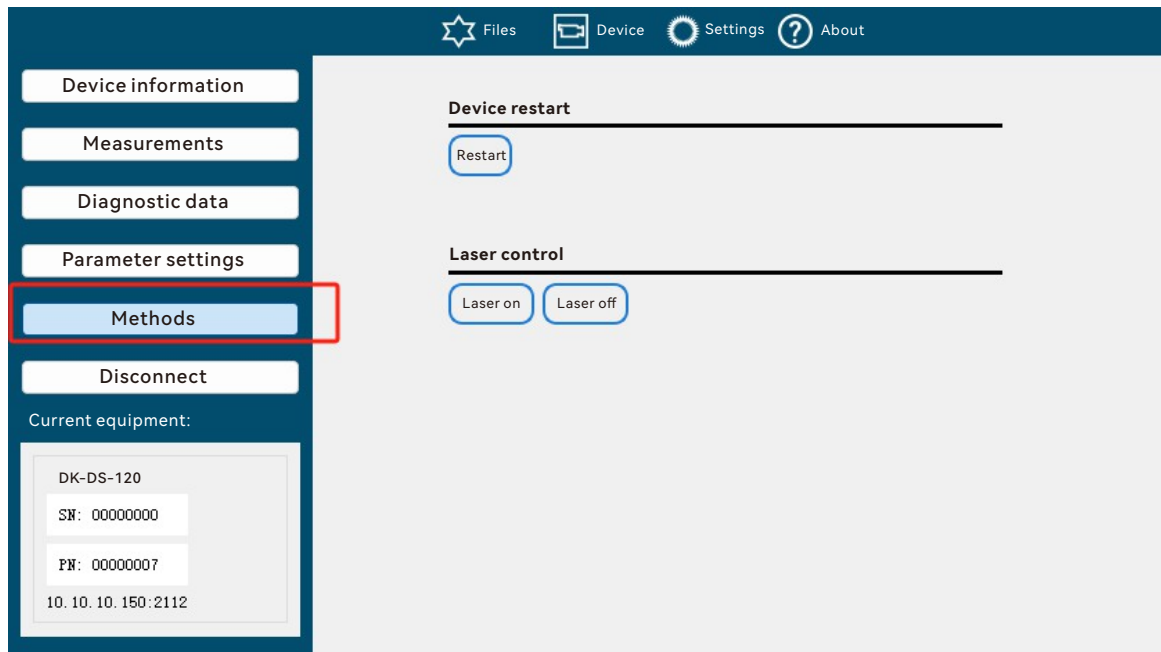 Files Device Settings ? About
Device information
Measurements
Diagnostic data
Parameter settings
Methods
Disconnect
Current equipment:
DK-DS-120
SN: 00000000
PN: 00000007
10.10.10.150:2112
Device restart
Restart
Laser control
Laser on Laser off